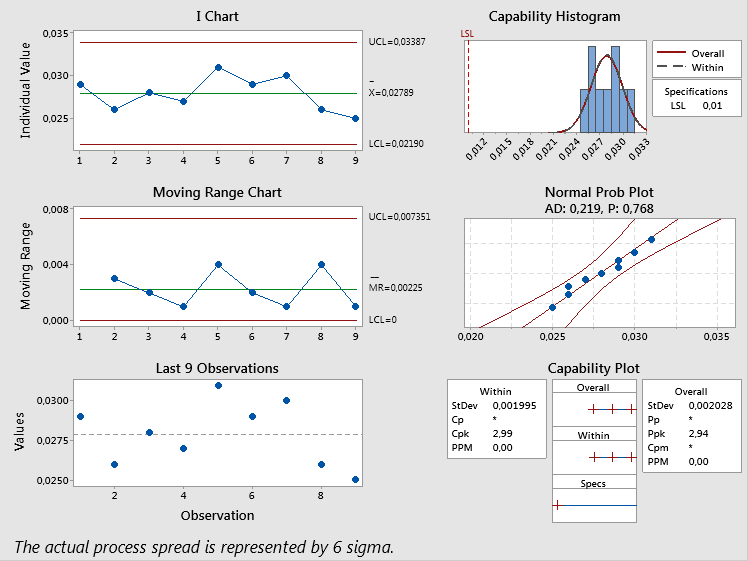 I Chart
Individual Value
0,035
0,030
0,025
UCL=0,03387
_
X=0,02789
LCL=0,02190
1 2 3 4 5 6 7 8 9
Capability Histogram
LSL
0,012 0,015 0,018 0,021 0,024 0,027 0,030 0,033
Overall
Within
Specifications
LSL 0,01
Moving Range Chart
Moving Range
0,008
0,004
0,000
UCL=0,007351
__
MR=0,00225
LCL=0
1 2 3 4 5 6 7 8 9
Normal Prob Plot
AD: 0,219, P: 0,768
0,020 0,025 0,030 0,035
Last 9 Observations
Values
0,0300
0,0275
0,0250
2 4 6 8
Observation
Capability Plot
Within
StDev 0,001995
Cp *
Cpk 2,99
PPM 0,00
Overall
Within
Specs
Overall
StDev 0,002028
Pp *
Ppk 2,94
Cpm *
PPM 0,00
The actual process spread is represented by 6 sigma.